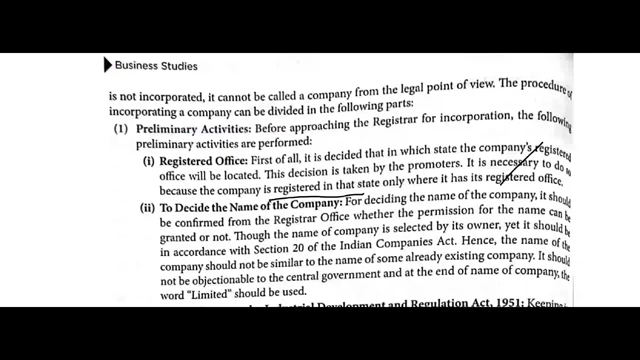 Business Studies
is not incorporated, it cannot be called a company from the legal point of view. The procedure of
incorporating a company can be divided in the following parts:
(1) Preliminary Activities: Before approaching the Registrar for incorporation, the following
preliminary activities are performed:
(i) Registered Office: First of all, it is decided that in which state the company's registered
office will be located. This decision is taken by the promoters. It is necessary to do so
because the company is registered in that state only where it has its registered office.
(ii) To Decide the Name of the Company: For deciding the name of the company, it should
be confirmed from the Registrar Office whether the permission for the name can be
granted or not. Though the name of company is selected by its owner, yet it should be
in accordance with Section 20 of the Indian Companies Act. Hence, the name of the
company should not be similar to the name of some already existing company. It should
not be objectionable to the central government and at the end of name of company, the
word "Limited" should be used.
Development and Regulation Act, 1951: Keeping